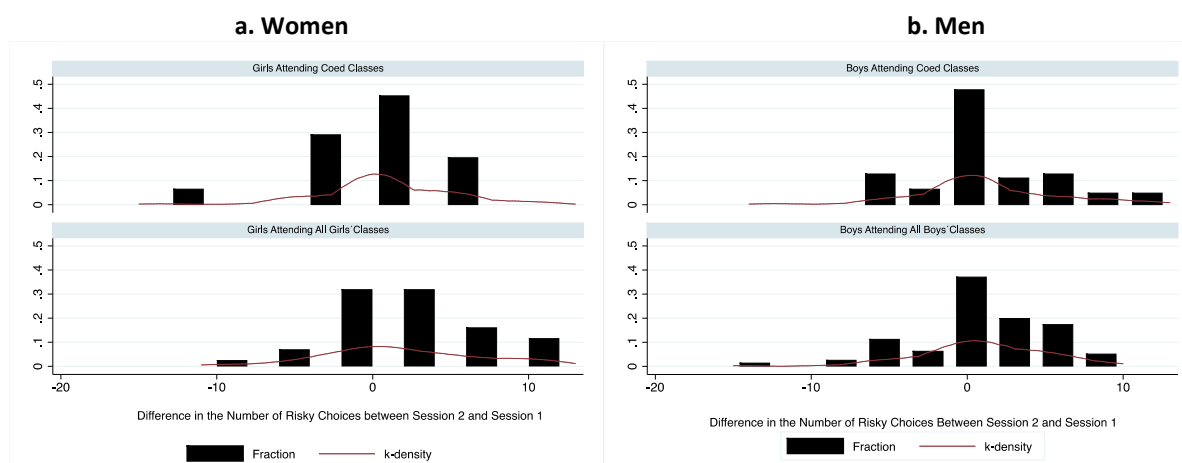 a. Women
Girls Attending Coed Classes
.5
.4
.3
.2
.1
0
Girls Attending All Girls´Classes
.5
.4
.3
.2
.1
0
-20 -10 0 10
Difference in the Number of Risky Choices between Session 2 and Session 1
Fraction k-density
b. Men
Boys Attending Coed Classes
.5
.4
.3
.2
.1
0
Boys Attending All Boys´Classes
.5
.4
.3
.2
.1
0
-20 -10 0 10
Difference in the Number of Risky Choices Between Session 2 and Session 1
Fraction k-density